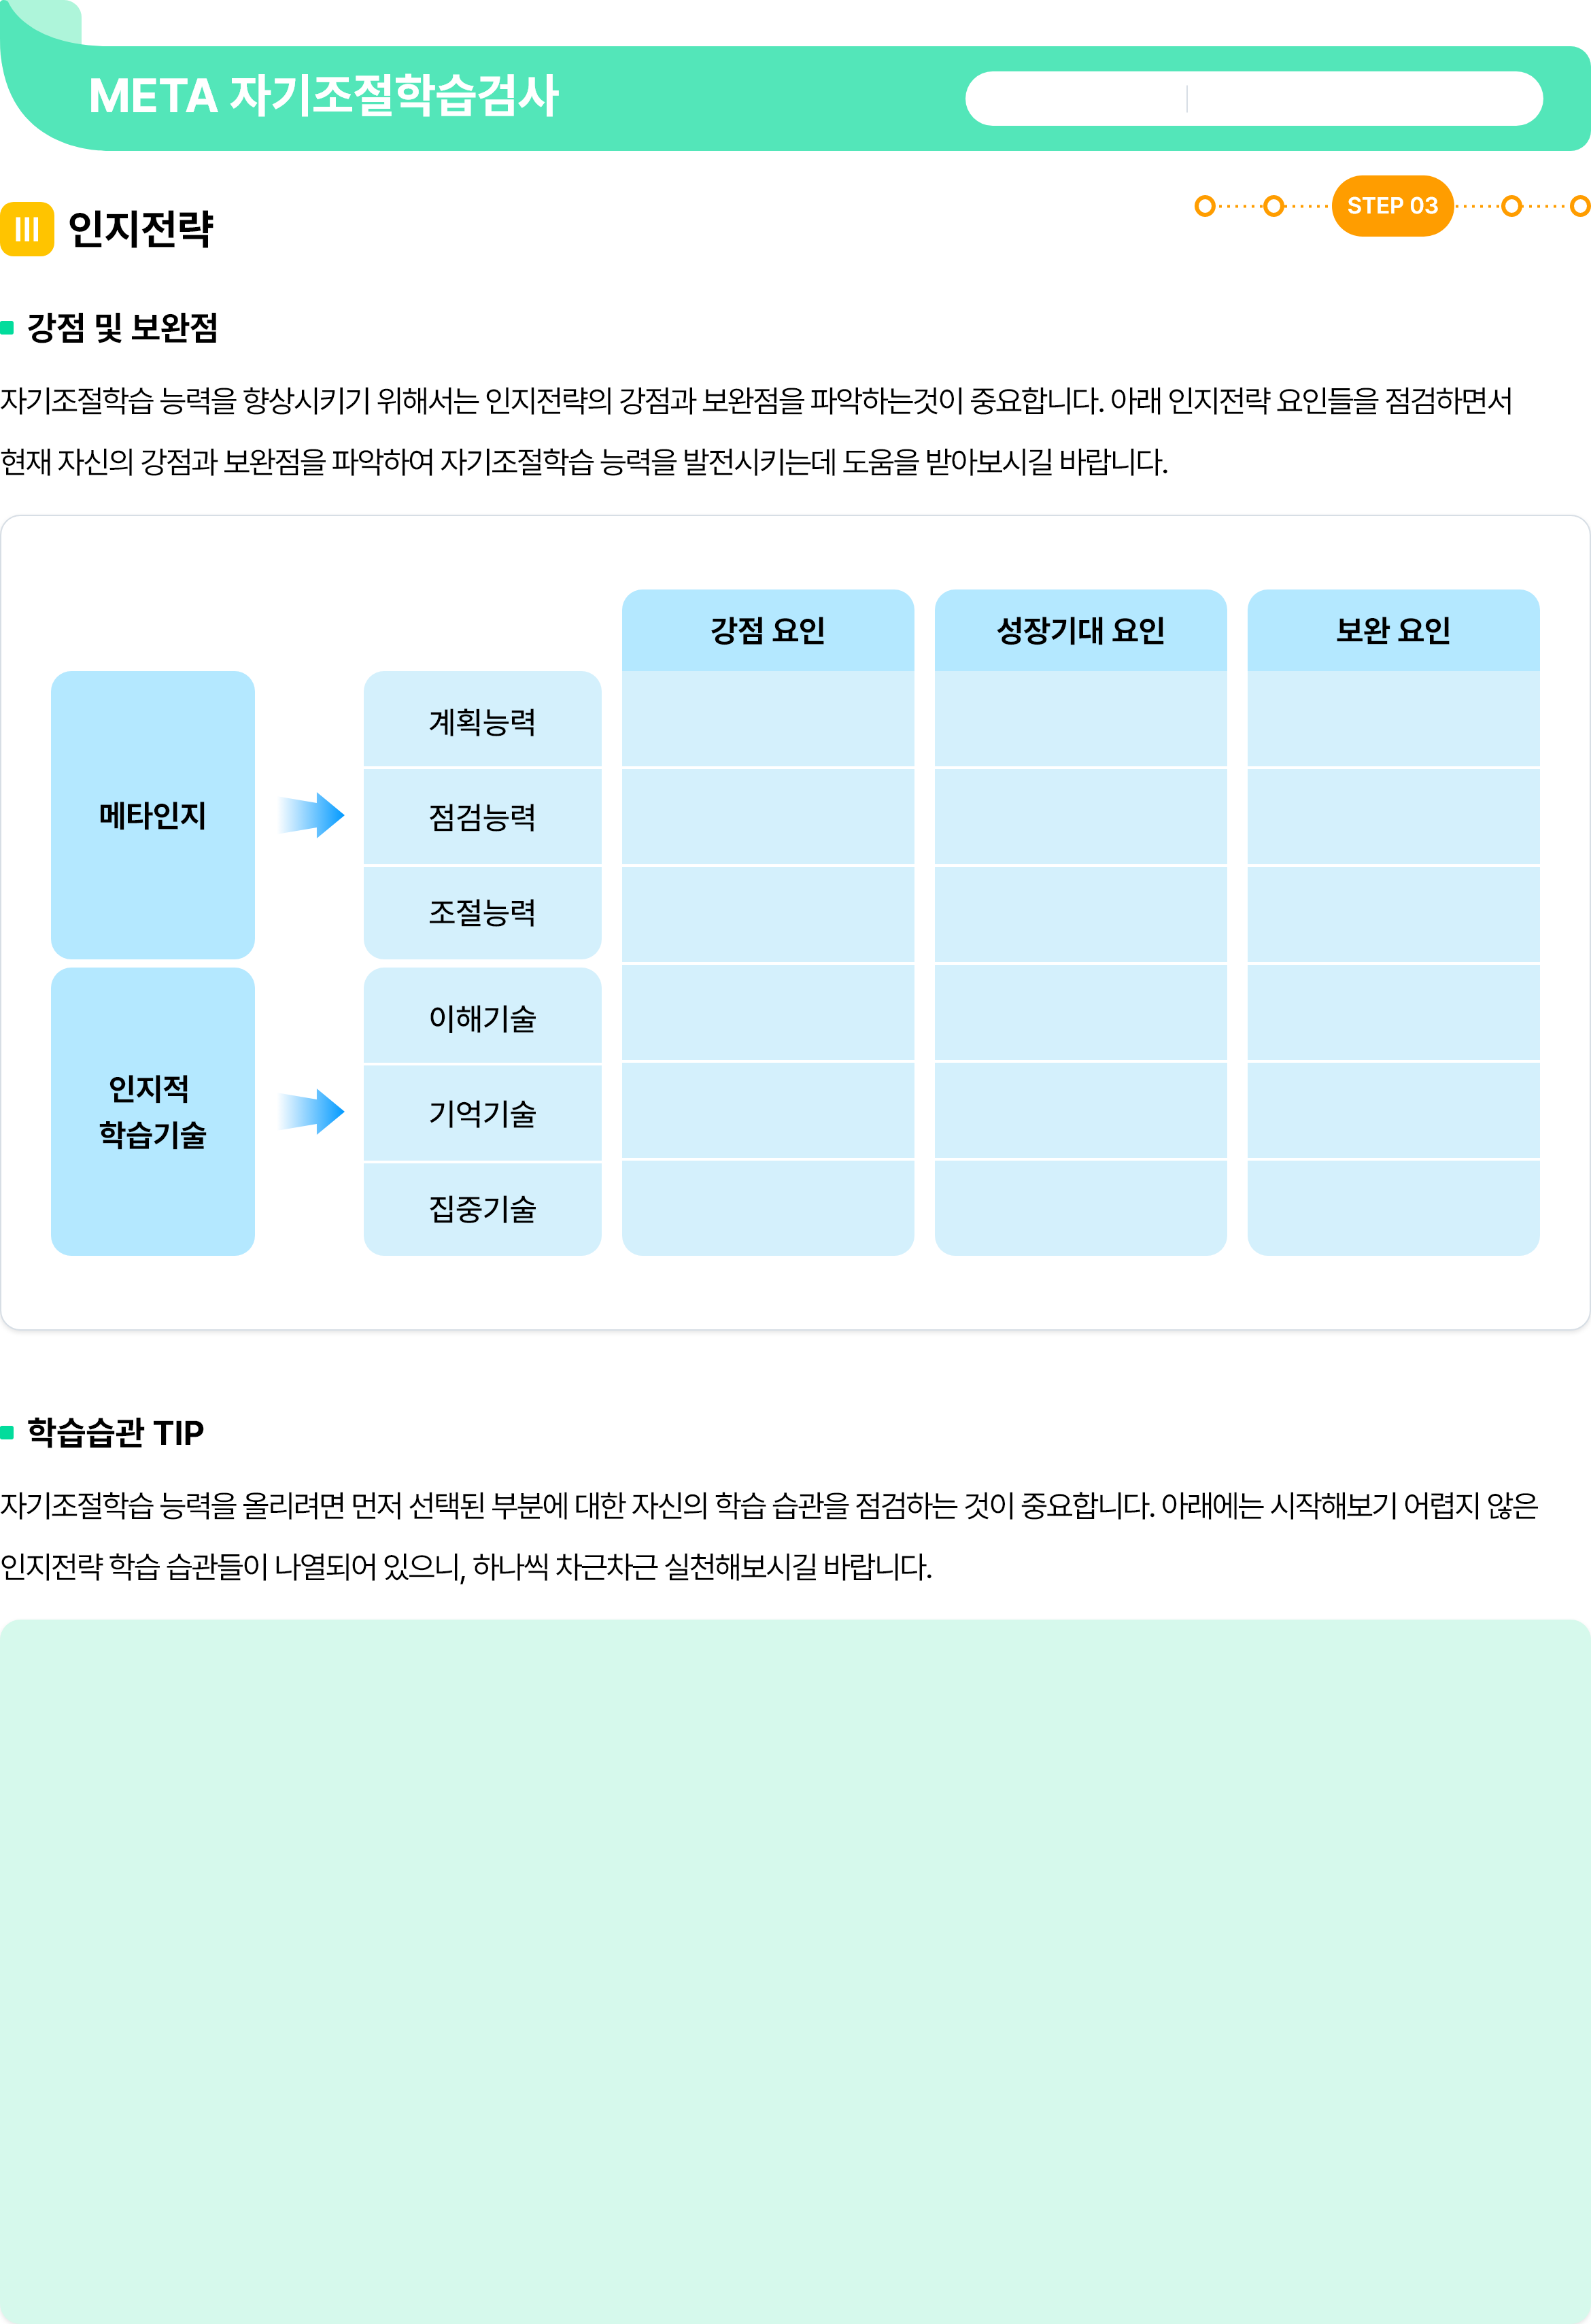 META 자기조절학습검사
STEP 03
III 인지전략
강점 및 보완점
자기조절학습 능력을 향상시키기 위해서는 인지전략의 강점과 보완점을 파악하는것이 중요합니다. 아래 인지전략 요인들을 점검하면서
현재 자신의 강점과 보완점을 파악하여 자기조절학습 능력을 발전시키는데 도움을 받아보시길 바랍니다.
강점 요인 성장기대 요인 보완 요인
메타인지
계획능력
점검능력
조절능력
인지적
학습기술
이해기술
기억기술
집중기술
학습습관 TIP
자기조절학습 능력을 올리려면 먼저 선택된 부분에 대한 자신의 학습 습관을 점검하는 것이 중요합니다. 아래에는 시작해보기 어렵지 않은
인지전략 학습 습관들이 나열되어 있으니, 하나씩 차근차근 실천해보시길 바랍니다.